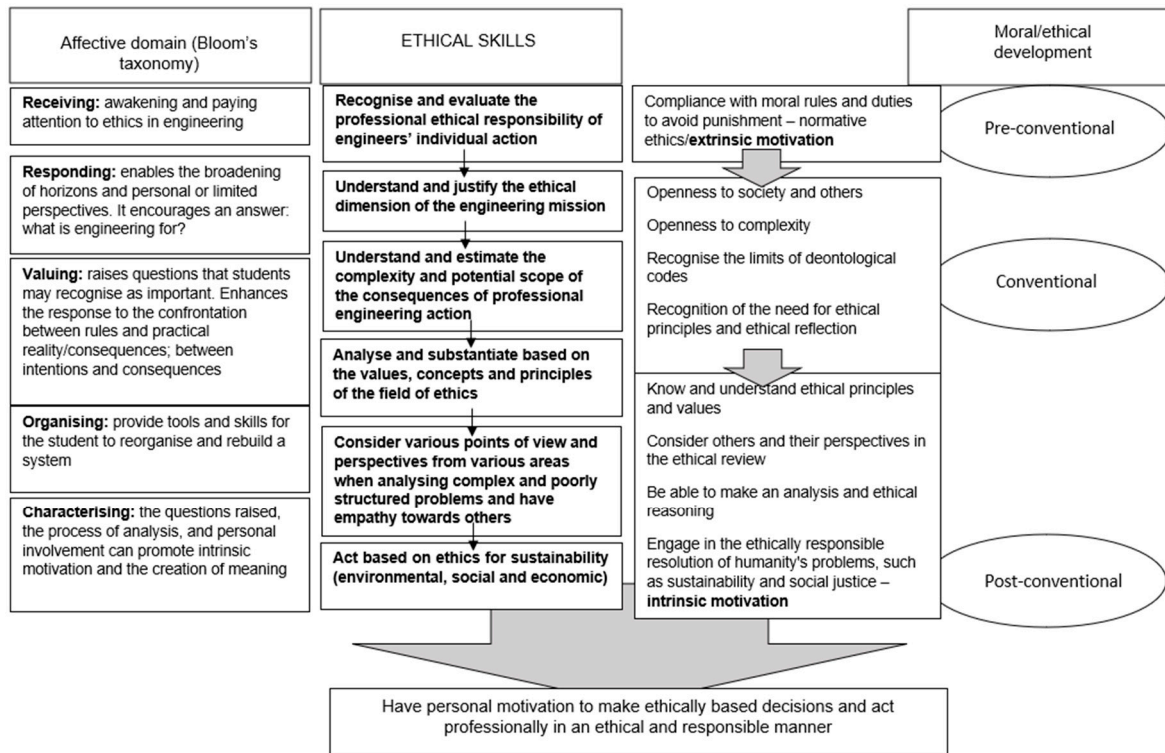 Affective domain (Bloom's
taxonomy)
Receiving: awakening and paying
attention to ethics in engineering
Responding: enables the broadening
of horizons and personal or limited
perspectives. It encourages an answer:
what is engineering for?
Valuing: raises questions that students
may recognise as important. Enhances
the response to the confrontation
between rules and practical
reality/consequences; between
intentions and consequences
Organising: provide tools and skills for
the student to reorganise and rebuild a
system
Characterising: the questions raised,
the process of analysis, and personal
involvement can promote intrinsic
motivation and the creation of meaning
ETHICAL SKILLS
Recognise and evaluate the
professional ethical responsibility of
engineers' individual action
Understand and justify the ethical
dimension of the engineering mission
Understand and estimate the
complexity and potential scope of
the consequences of professional
engineering action
Analyse and substantiate based on
the values, concepts and principles
of the field of ethics
Consider various points of view and
perspectives from various areas
when analysing complex and poorly
structured problems and have
empathy towards others
Act based on ethics for sustainability
(environmental, social and economic)
Moral/ethical
development
Compliance with moral rules and duties
to avoid punishment – normative
ethics/extrinsic motivation
Pre-conventional
Openness to society and others
Openness to complexity
Recognise the limits of deontological
codes
Recognition of the need for ethical
principles and ethical reflection
Conventional
Know and understand ethical principles
and values
Consider others and their perspectives in
the ethical review
Be able to make an analysis and ethical
reasoning
Engage in the ethically responsible
resolution of humanity's problems, such
as sustainability and social justice –
intrinsic motivation
Post-conventional
Have personal motivation to make ethically based decisions and act
professionally in an ethical and responsible manner